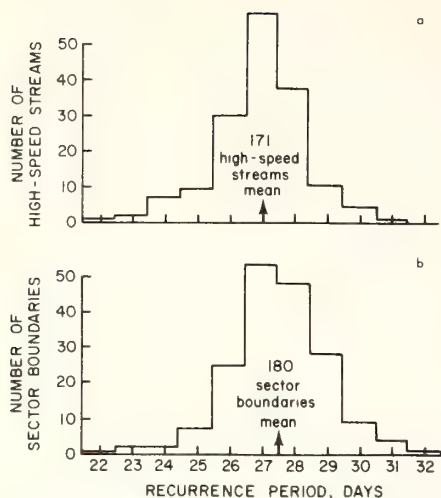 a
NUMBER OF
HIGH-SPEED STREAMS
50
40
30
20
10
0
171
high-speed
streams
mean
b
NUMBER OF
SECTOR BOUNDARIES
50
40
30
20
10
0
180
sector
boundaries
mean
22 23 24 25 26 27 28 29 30 31 32
RECURRENCE PERIOD, DAYS